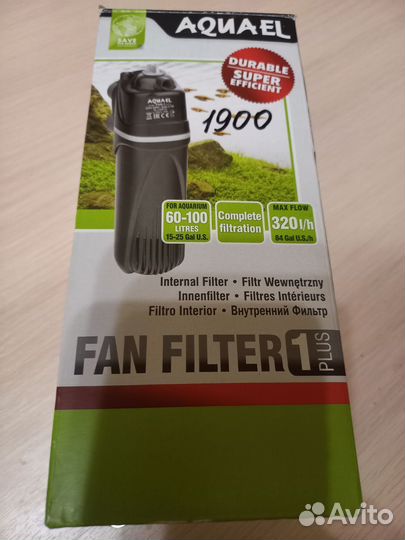 SAVE
AQUAEL
DURABLE
SUPER
EFFICIENT
AQUAEL
1900
FOR AQUARIUM
60-100
LITRES
15-25 Gal U.S.
Complete
filtration
MAX FLOW
320 l/h
84 Gal U.S./h
Internal Filter • Filtr Wewnętrzny
Innenfilter • Filtres Intérieurs
Filtro Interior • Внутренний Фильтр
FAN FILTER 1 PLUS
Avito